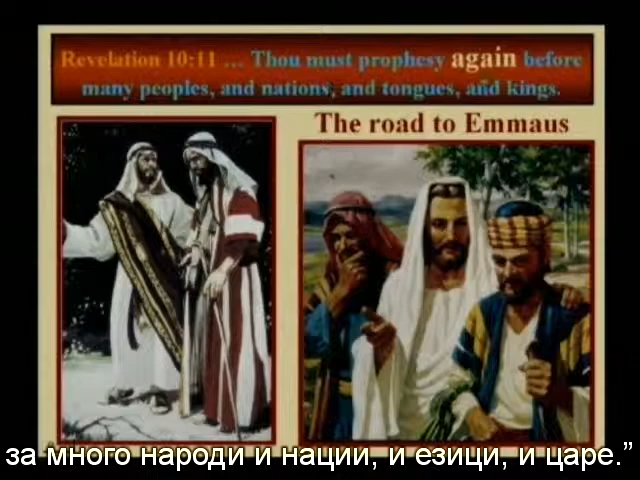 Revelation 10:11 ... Thou must prophesy again before
many peoples, and nations, and tongues, and kings.
The road to Emmaus
за много народи и нации, и езици, и царе.”